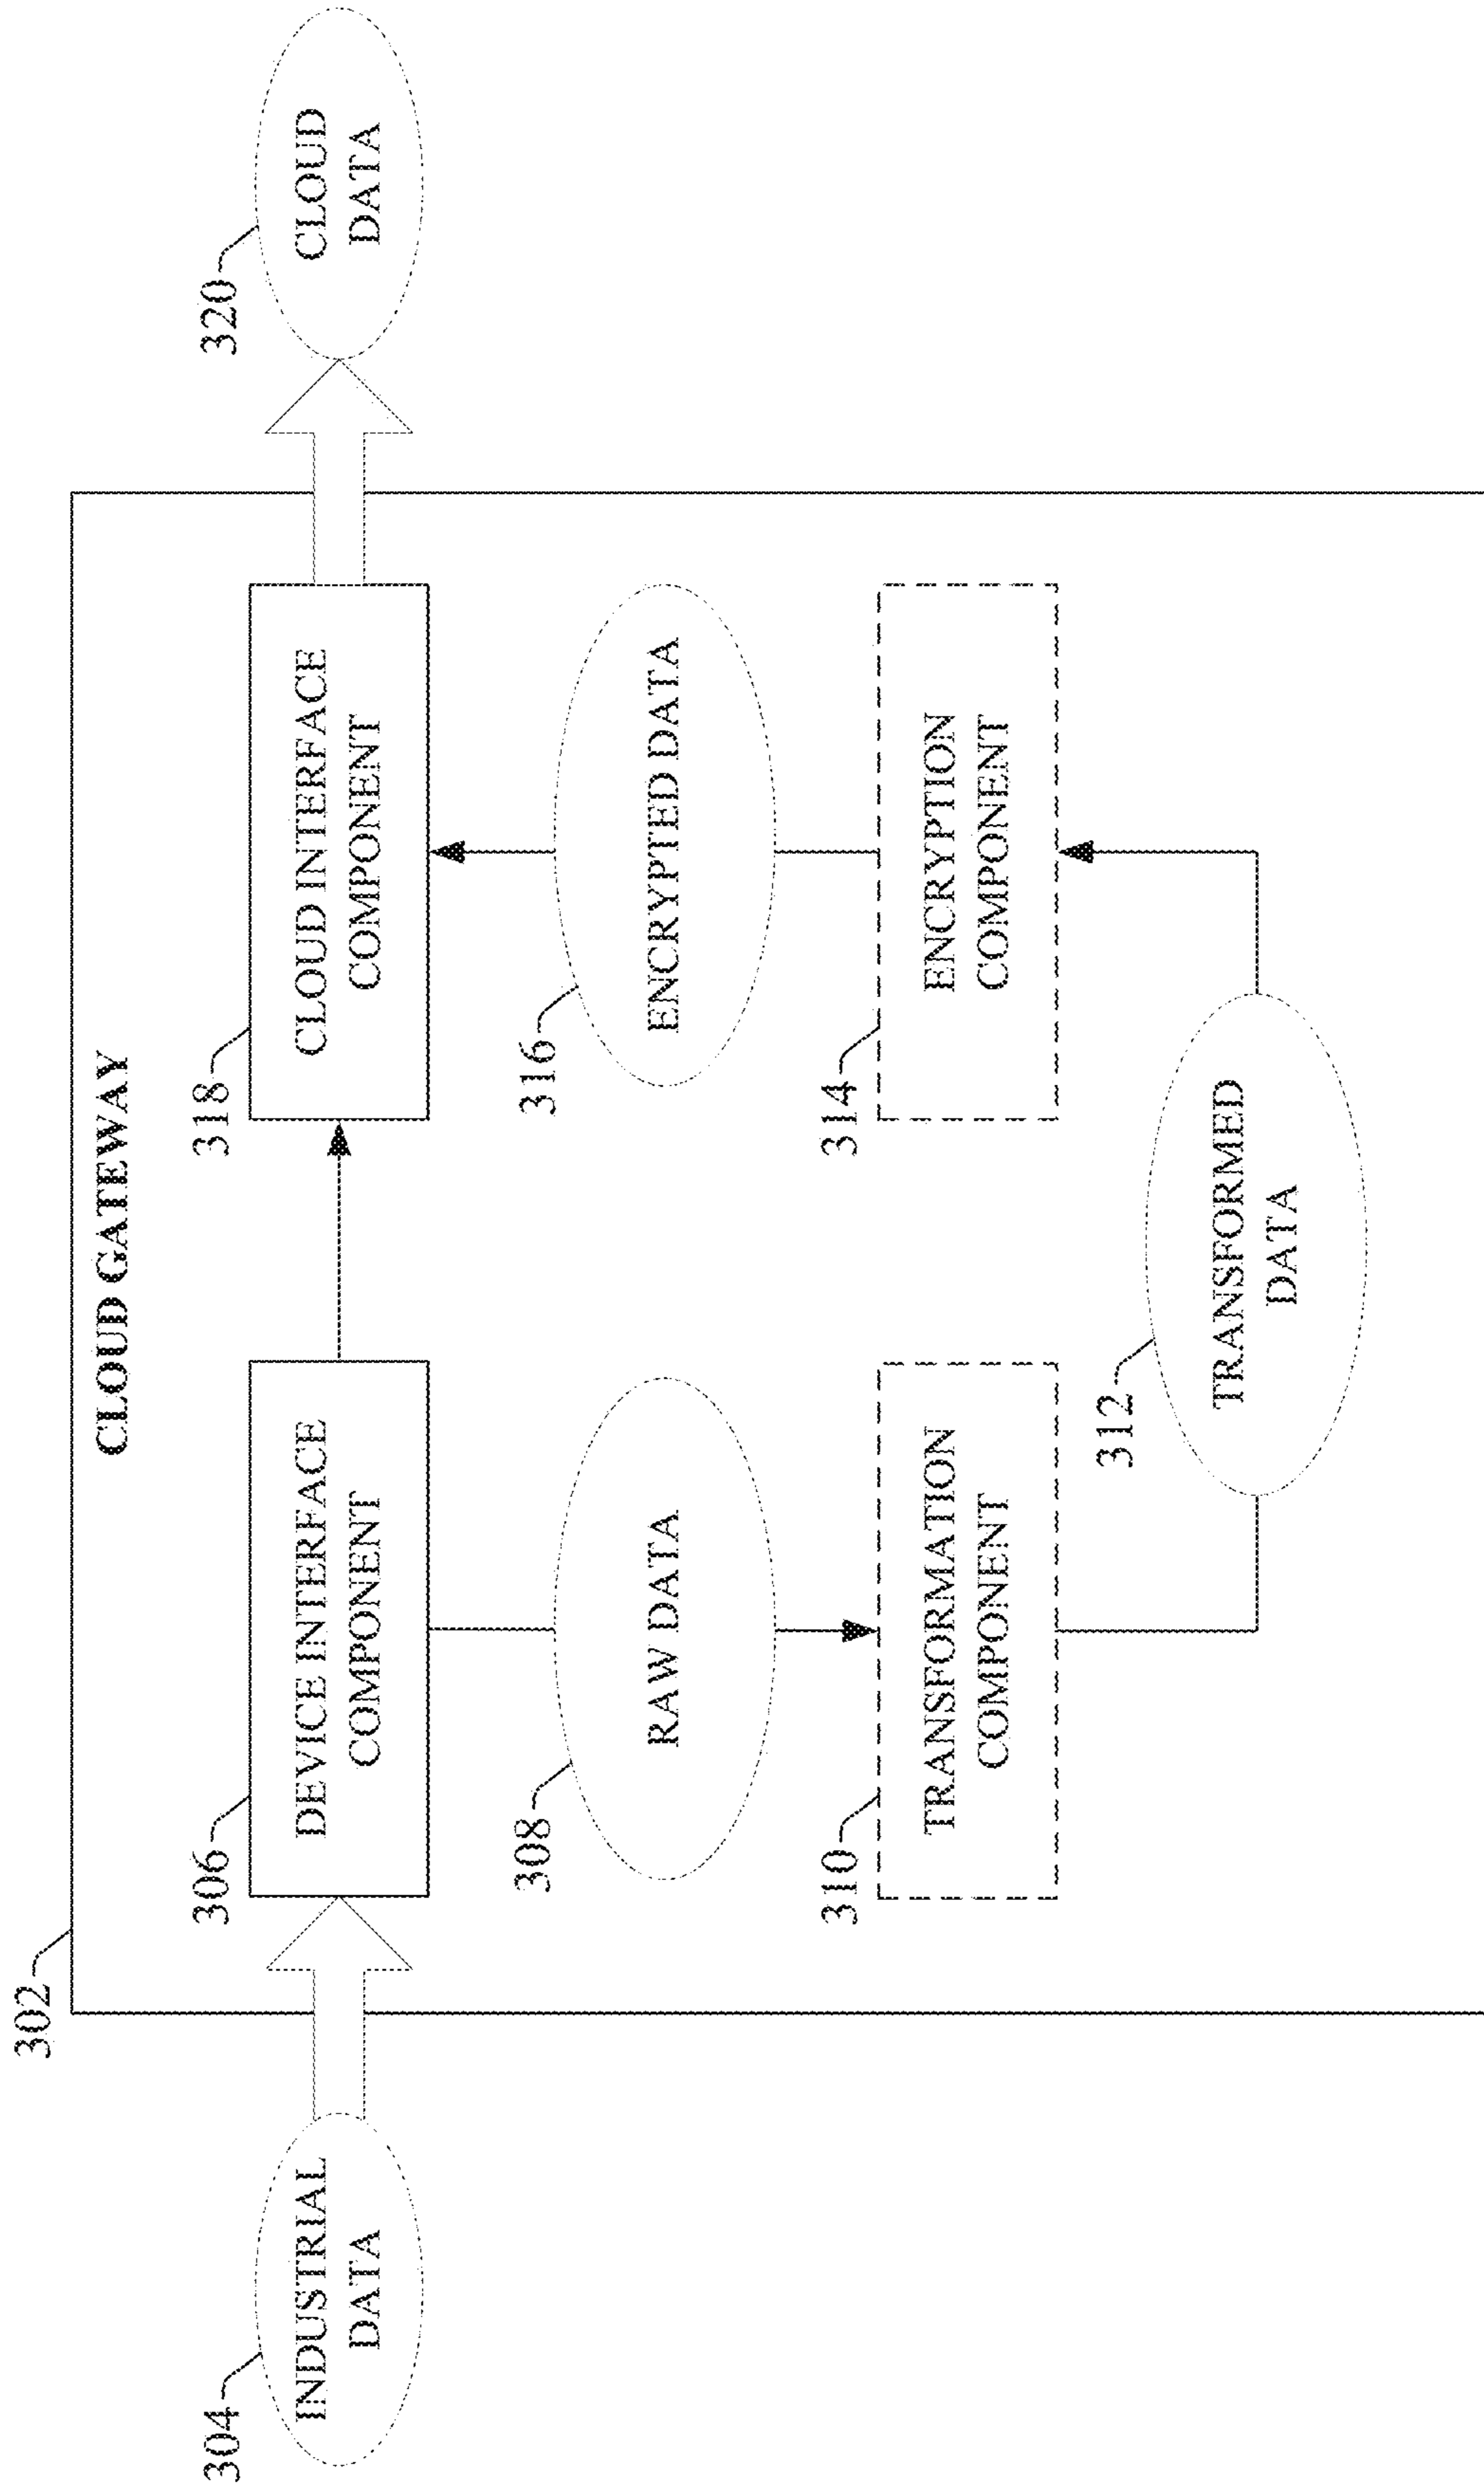 302
CLOUD GATEWAY
304
INDUSTRIAL
DATA
306
DEVICE INTERFACE
COMPONENT
318
CLOUD INTERFACE
COMPONENT
320
CLOUD
DATA
308
RAW DATA
316
ENCRYPTED DATA
310
TRANSFORMATION
COMPONENT
314
ENCRYPTION
COMPONENT
312
TRANSFORMED
DATA